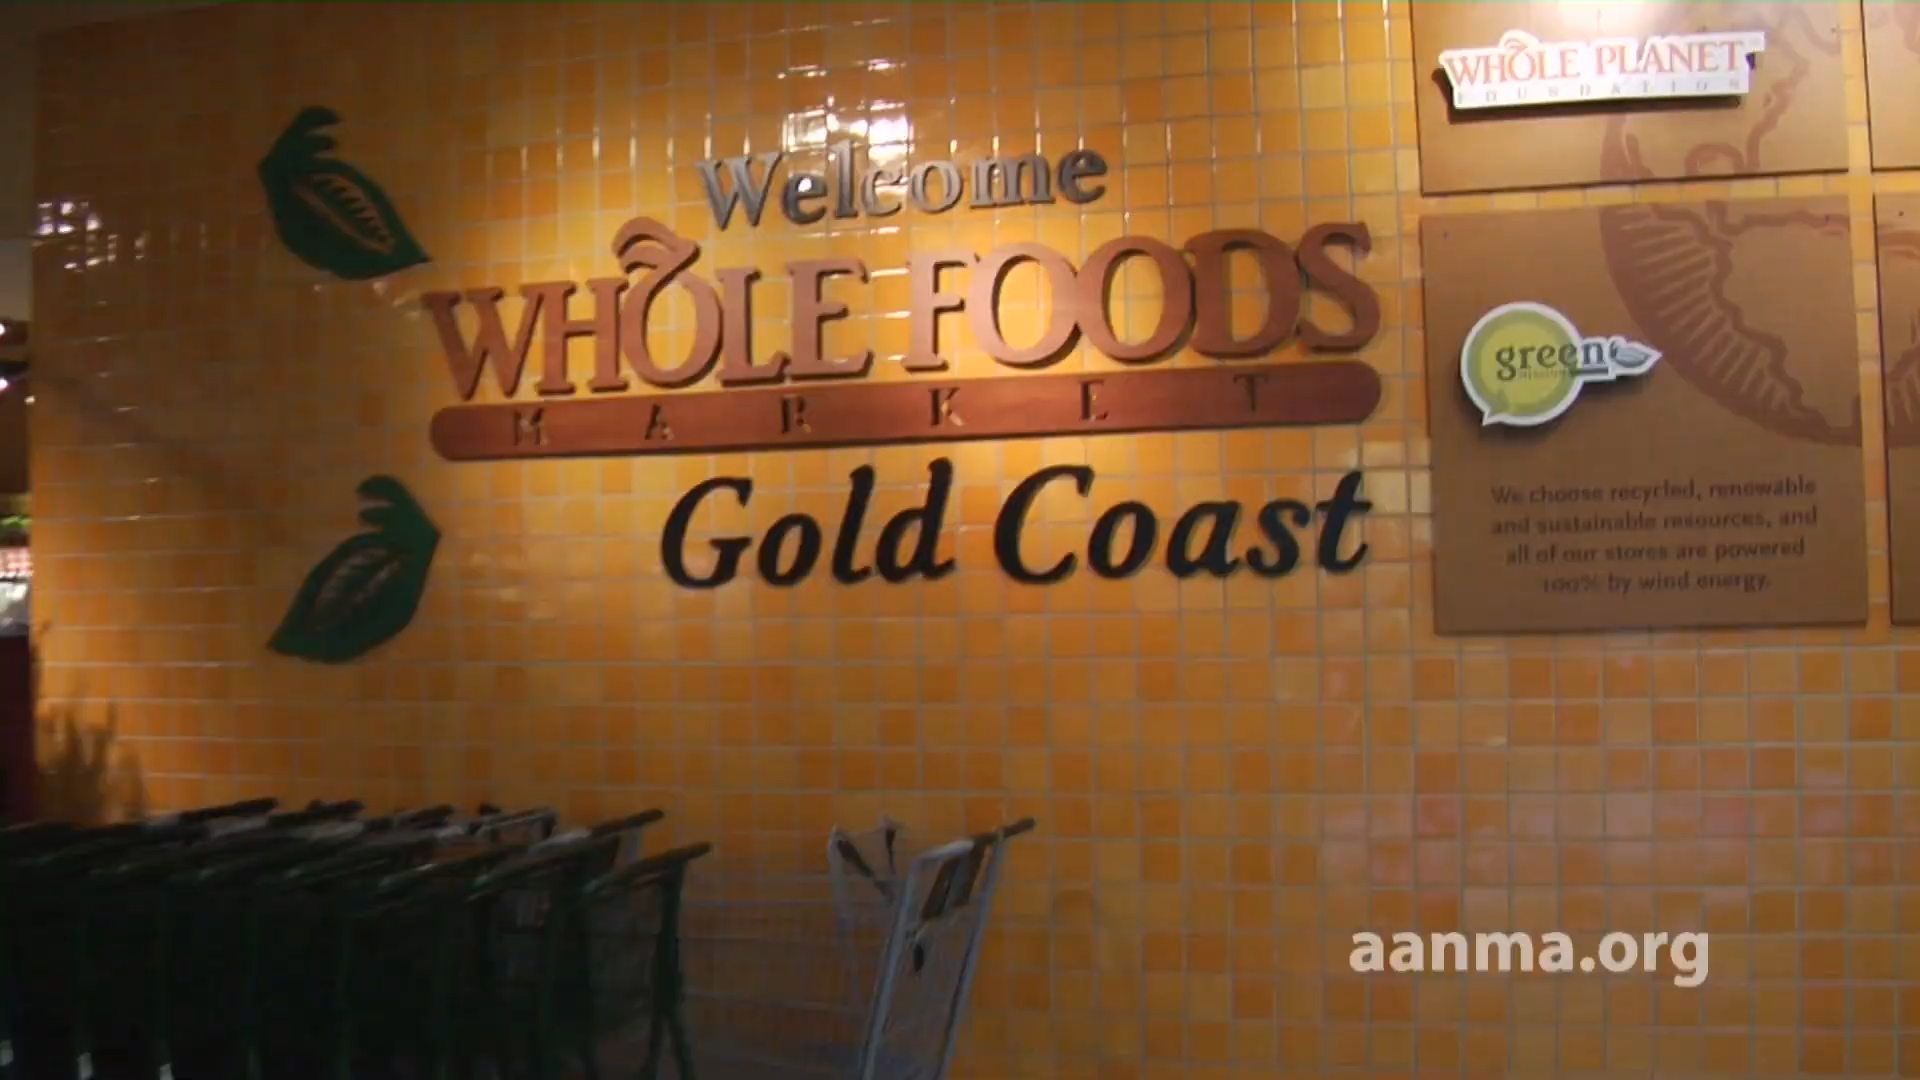 Welcome
WHOLE FOODS
MARKET
Gold Coast
WHOLE PLANET
FOUNDATION
green
mission
We choose recycled, renewable
and sustainable resources, and
all of our stores are powered
100% by wind energy.
aanma.org